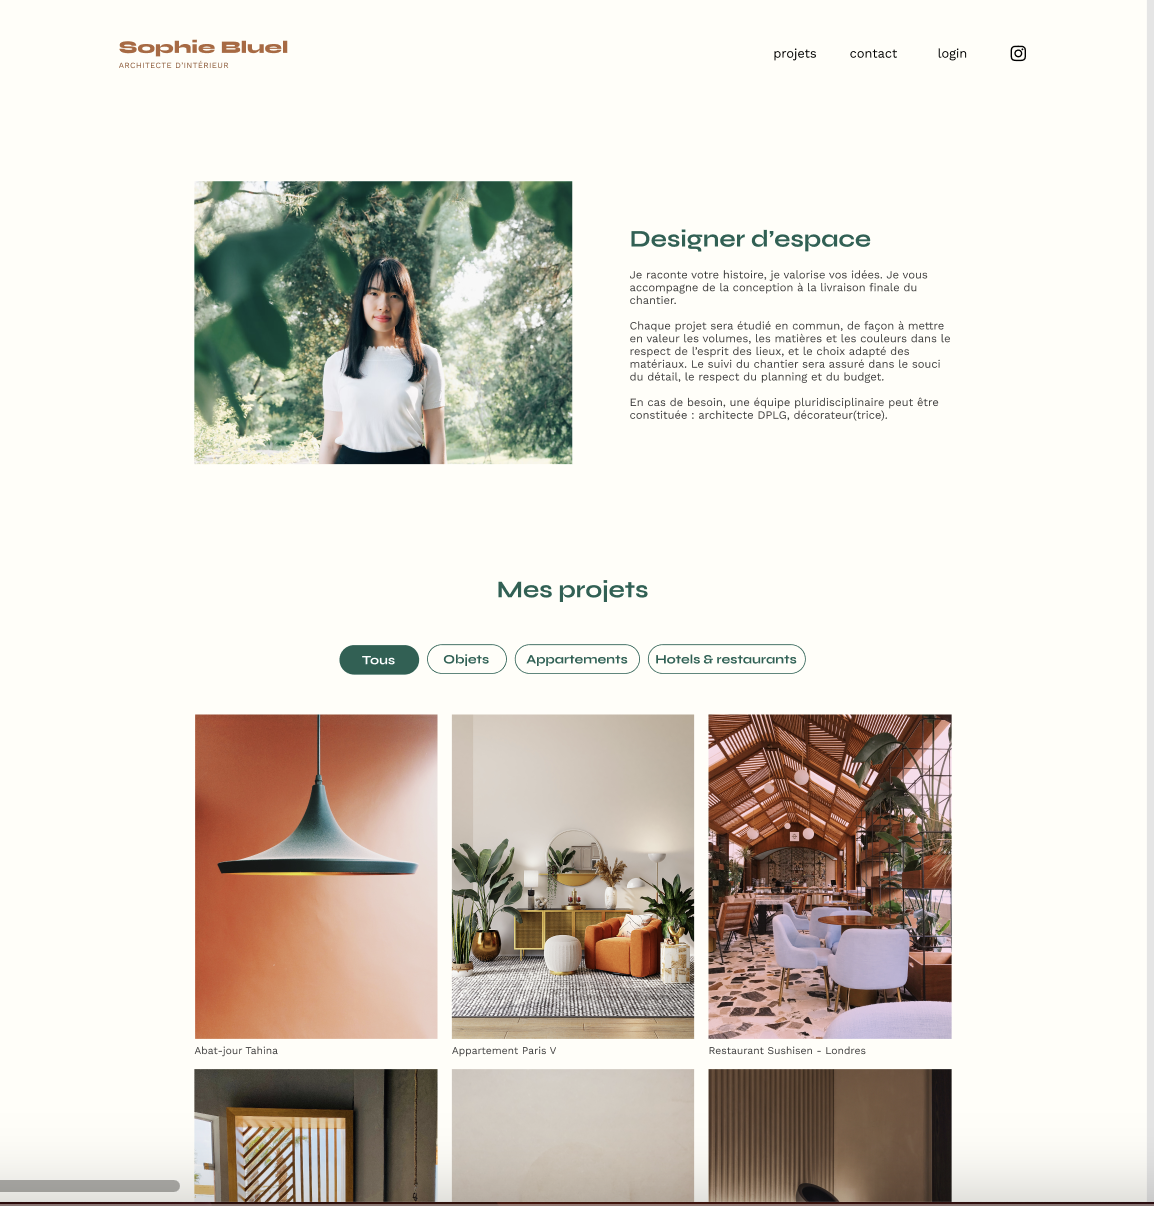 Sophie Bluel
ARCHITECTE D'INTÉRIEUR
projets contact login
Designer d’espace
Je raconte votre histoire, je valorise vos idées. Je vous
accompagne de la conception à la livraison finale du
chantier.
Chaque projet sera étudié en commun, de façon à mettre
en valeur les volumes, les matières et les couleurs dans le
respect de l’esprit des lieux, et le choix adapté des
matériaux. Le suivi du chantier sera assuré dans le souci
du détail, le respect du planning et du budget.
En cas de besoin, une équipe pluridisciplinaire peut être
constituée : architecte DPLG, décorateur(trice).
Mes projets
Tous Objets Appartements Hotels & restaurants
Abat-jour Tahina
Appartement Paris V
Restaurant Sushisen - Londres